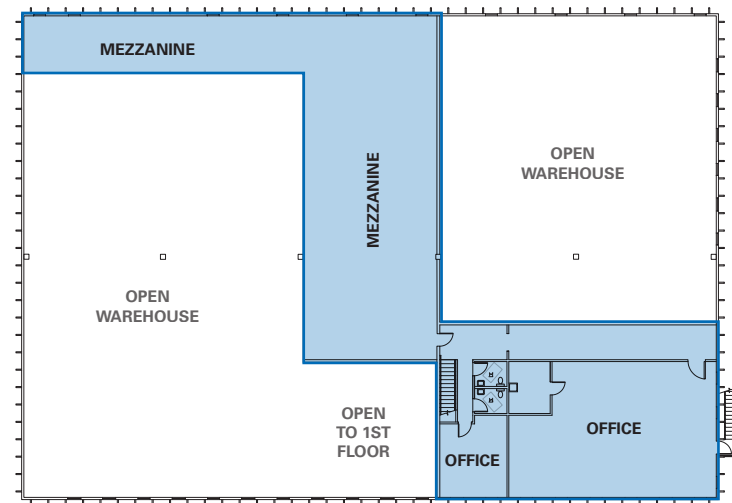 MEZZANINE
MEZZANINE
OPEN
WAREHOUSE
OPEN
WAREHOUSE
OPEN
TO 1ST
FLOOR
OFFICE
OFFICE